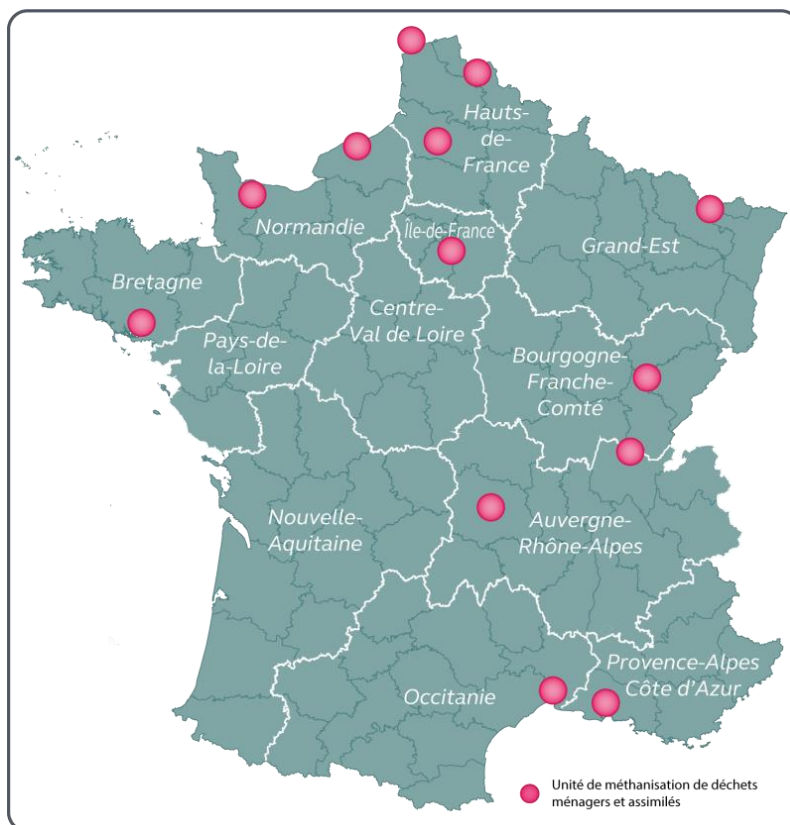 Hauts-
de-
France
Normandie
Île-de-France
Grand-Est
Bretagne
Centre-
Val de Loire
Pays-de-
la-Loire
Bourgogne-
Franche-
Comté
Nouvelle-
Aquitaine
Auvergne-
Rhône-Alpes
Provence-Alpes
Côte d'Azur
Occitanie
Unité de méthanisation de déchets
ménagers et assimilés